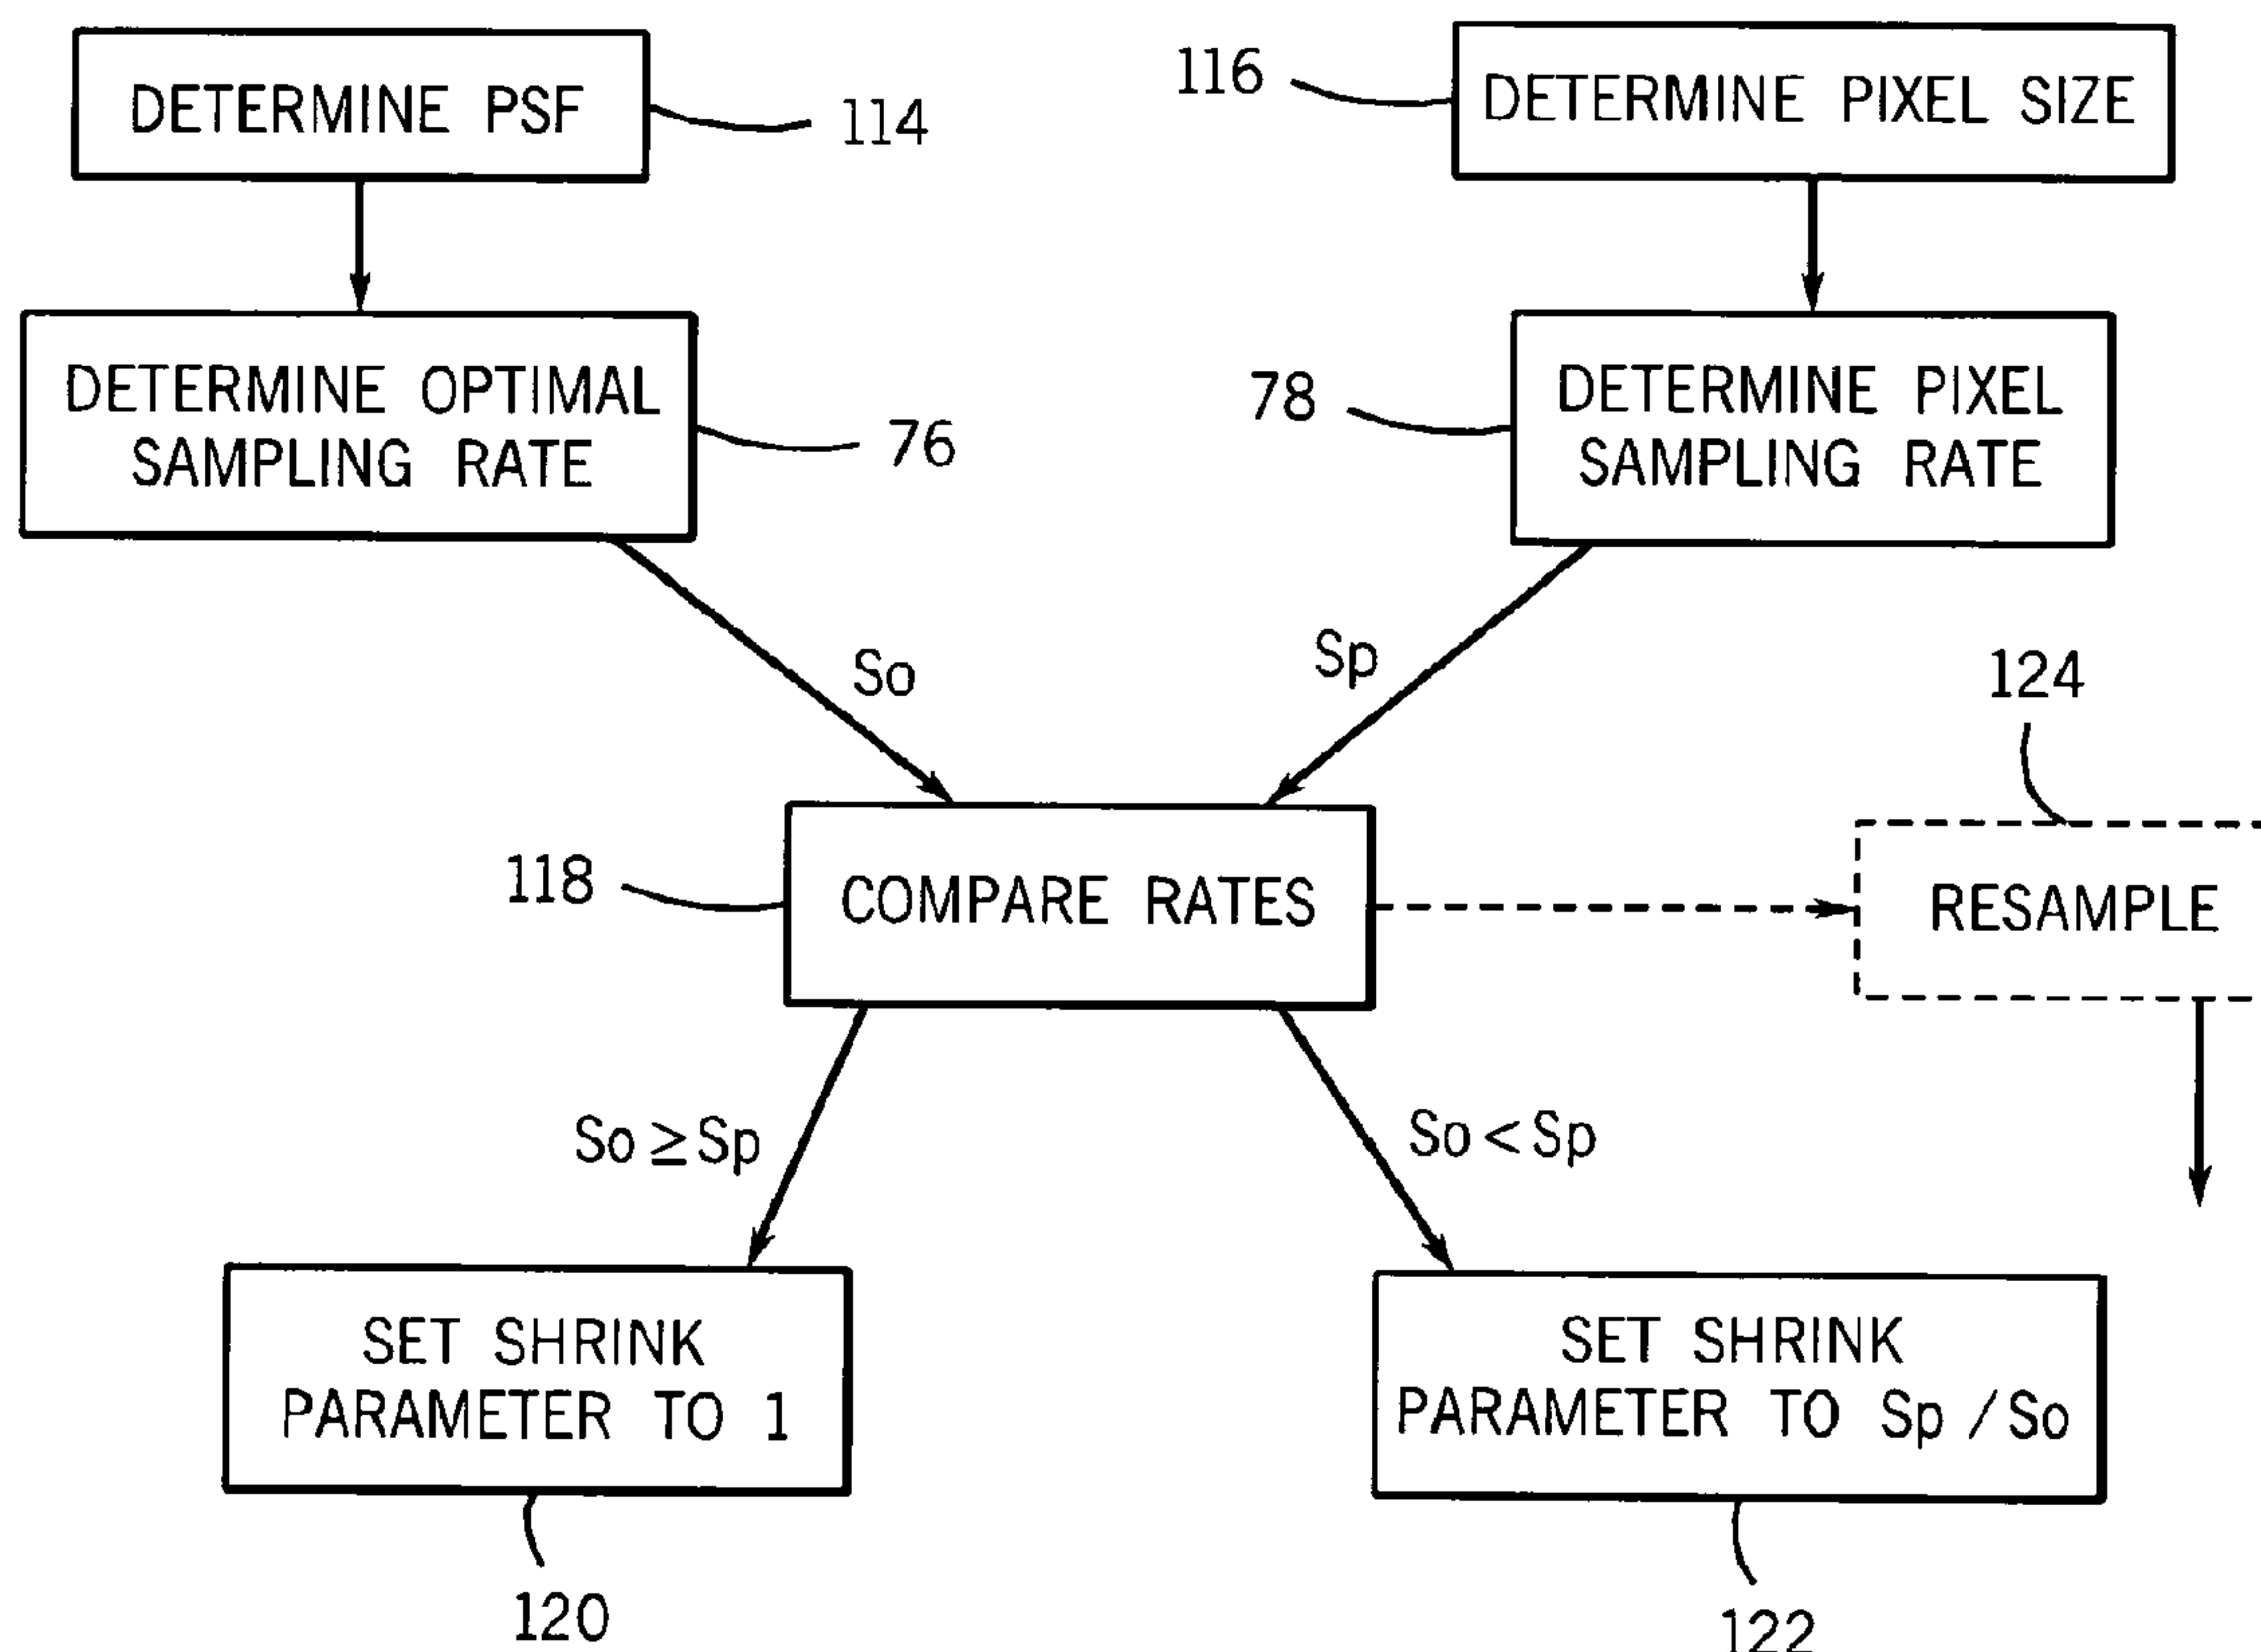 DETERMINE PSF
114
116
DETERMINE PIXEL SIZE
DETERMINE OPTIMAL
SAMPLING RATE
76
78
DETERMINE PIXEL
SAMPLING RATE
So
Sp
124
118
COMPARE RATES
RESAMPLE
So ≥ Sp
So < Sp
SET SHRINK
PARAMETER TO 1
SET SHRINK
PARAMETER TO Sp / So
120
122